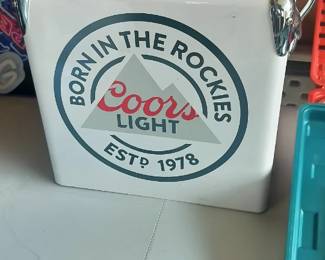 BORN IN THE ROCKIES
Coors
LIGHT
ESTD 1978